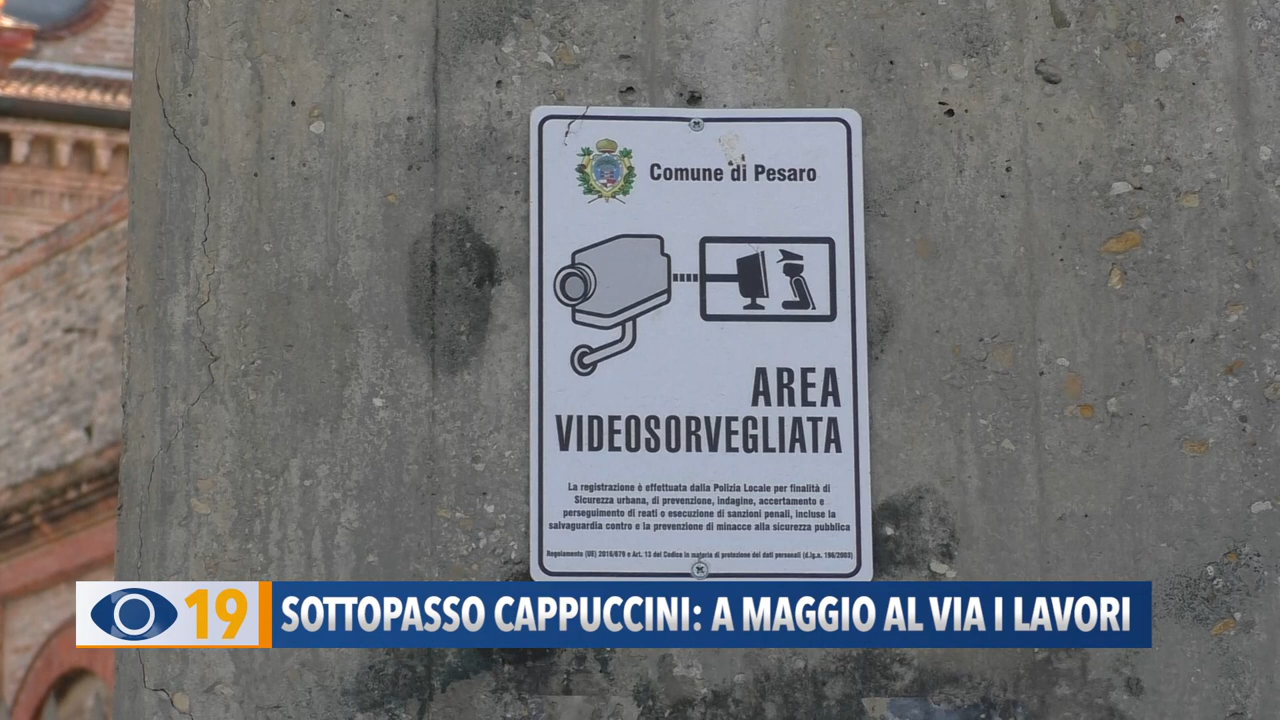 Comune di Pesaro
AREA
VIDEOSORVEGLIATA
La registrazione è effettuata dalla Polizia Locale per finalità di
Sicurezza urbana, di prevenzione, indagine, accertamento e
perseguimento di reati o esecuzione di sanzioni penali, incluse la
salvaguardia contro e la prevenzione di minacce alla sicurezza pubblica
Regolamento (UE) 2016/679 e Art. 13 del Codice in materia di protezione dei dati personali (d.lg.s. 196/2003)
19 SOTTOPASSO CAPPUCCINI: A MAGGIO AL VIA I LAVORI